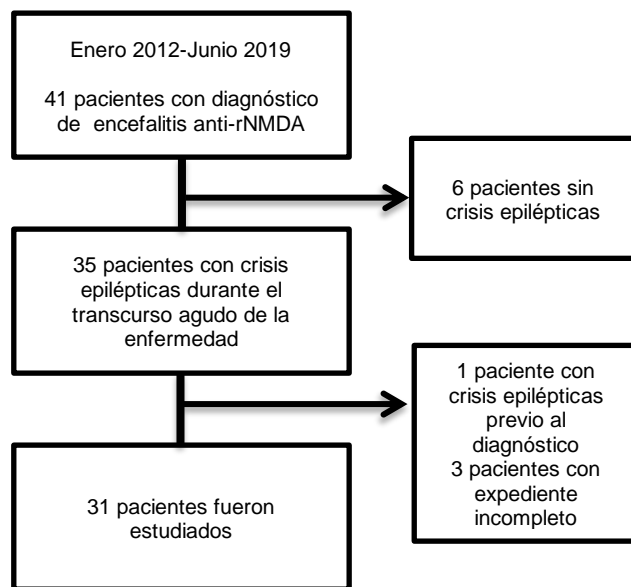 Enero 2012-Junio 2019
41 pacientes con diagnóstico
de encefalitis anti-rNMDA
6 pacientes sin
crisis epilépticas
35 pacientes con crisis
epilépticas durante el
transcurso agudo de la
enfermedad
1 paciente con
crisis epilépticas
previo al
diagnóstico
3 pacientes con
expediente
incompleto
31 pacientes fueron
estudiados